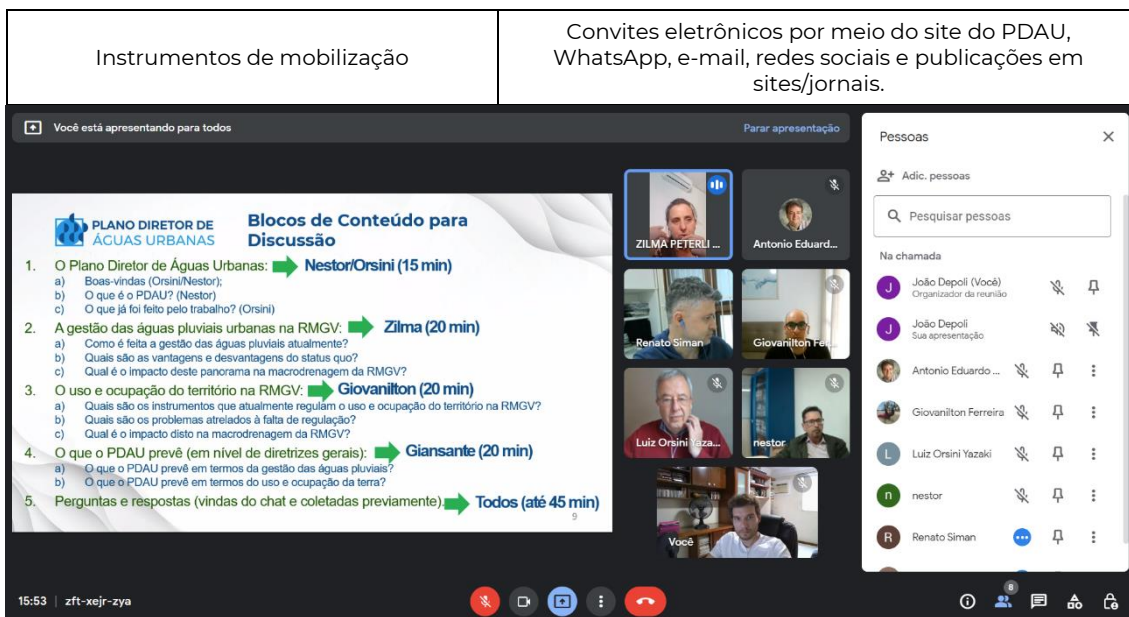 Instrumentos de mobilização
Convites eletrônicos por meio do site do PDAU,
WhatsApp, e-mail, redes sociais e publicações em
sites/jornais.
Você está apresentando para todos
Parar apresentação
PLANO DIRETOR DE
ÁGUAS URBANAS
Blocos de Conteúdo para
Discussão
1. O Plano Diretor de Águas Urbanas: Nestor/Orsini (15 min)
a) Boas-vindas (Orsini/Nestor);
b) O que é o PDAU? (Nestor)
c) O que já foi feito pelo trabalho? (Orsini)
2. A gestão das águas pluviais urbanas na RMGV: Zilma (20 min)
a) Como é feita a gestão das águas pluviais atualmente?
b) Quais são as vantagens e desvantagens do status quo?
c) Qual é o impacto deste panorama na macrodrenagem da RMGV?
3. O uso e ocupação do território na RMGV: Giovanilton (20 min)
a) Quais são os instrumentos que atualmente regulam o uso e ocupação do território na RMGV?
b) Quais são os problemas atrelados à falta de regulação?
c) Qual é o impacto disto na macrodrenagem da RMGV?
4. O que o PDAU prevê (em nível de diretrizes gerais): Giansante (20 min)
a) O que o PDAU prevê em termos da gestão das águas pluviais?
b) O que o PDAU prevê em termos do uso e ocupação da terra?
5. Perguntas e respostas (vindas do chat e coletadas previamente). Todos (até 45 min)
9
ZILMA PETERLI ...
Antonio Eduard...
Renato Siman
Giovanilton Fer...
Luiz Orsini Yaza...
nestor
Você
Pessoas
Adic. pessoas
Pesquisar pessoas
Na chamada
J
João Depoli (Você)
Organizador da reunião
J
João Depoli
Sua apresentação
Antonio Eduardo ...
Giovanilton Ferreira
L
Luiz Orsini Yazaki
n
nestor
R
Renato Siman
15:53 | zft-xejr-zya
8